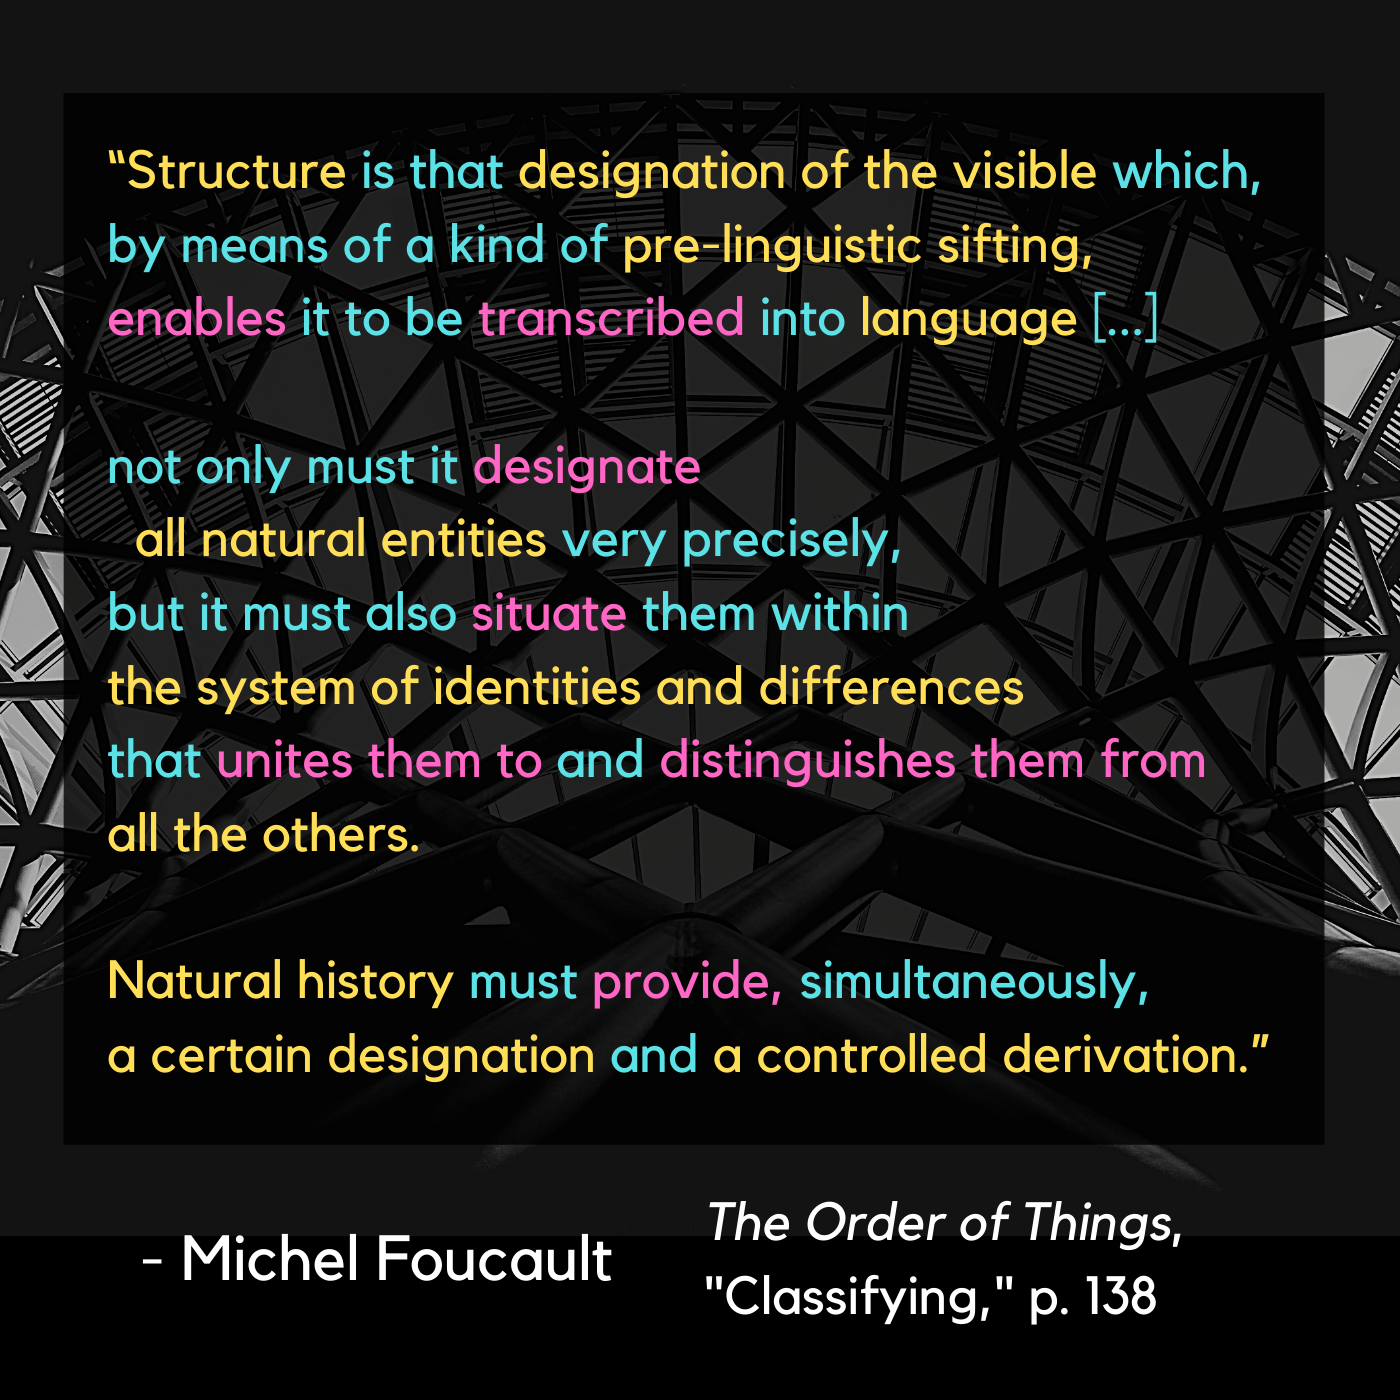 “Structure is that designation of the visible which,
by means of a kind of pre-linguistic sifting,
enables it to be transcribed into language [...]
not only must it designate
all natural entities very precisely,
but it must also situate them within
the system of identities and differences
that unites them to and distinguishes them from
all the others.
Natural history must provide, simultaneously,
a certain designation and a controlled derivation.”
- Michel Foucault
The Order of Things,
"Classifying," p. 138